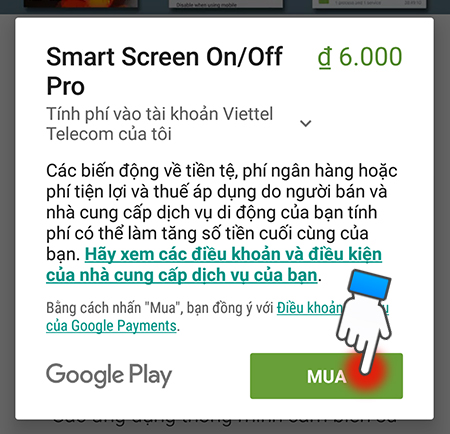 Disable when using mobile
Smart Screen On/Off
Pro
₫ 6.000
Tính phí vào tài khoản Viettel
Telecom của tôi
Các biến động về tiền tệ, phí ngân hàng hoặc
phí tiện lợi và thuế áp dụng do người bán và
nhà cung cấp dịch vụ di động của bạn tính
phí có thể làm tăng số tiền cuối cùng của
bạn. Hãy xem các điều khoản và điều kiện
của nhà cung cấp dịch vụ của bạn.
Bằng cách nhấn "Mua", bạn đồng ý với Điều khoản
của Google Payments.
Google Play
MUA